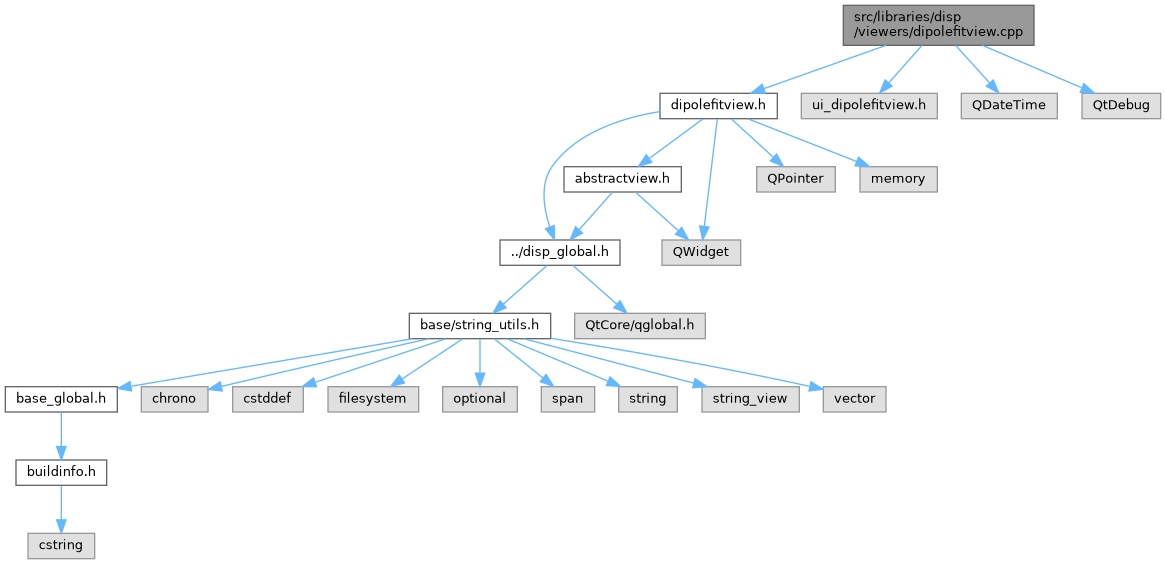 src/libraries/disp
/viewers/dipolefitview.cpp
dipolefitview.h
ui_dipolefitview.h
QDateTime
QtDebug
abstractview.h
QPointer
memory
../disp_global.h
QWidget
base/string_utils.h
QtCore/qglobal.h
base_global.h
chrono
cstddef
filesystem
optional
span
string
string_view
vector
buildinfo.h
cstring